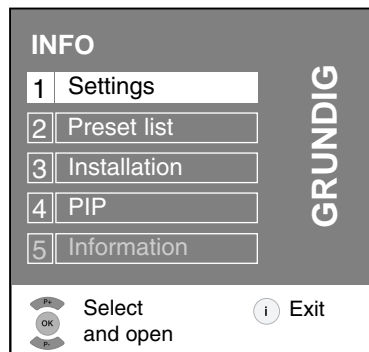 INFO
1 Settings
2 Preset list
3 Installation
4 PIP
5 Information
GRUNDIG
P+
OK
P-
Select
and open
i Exit